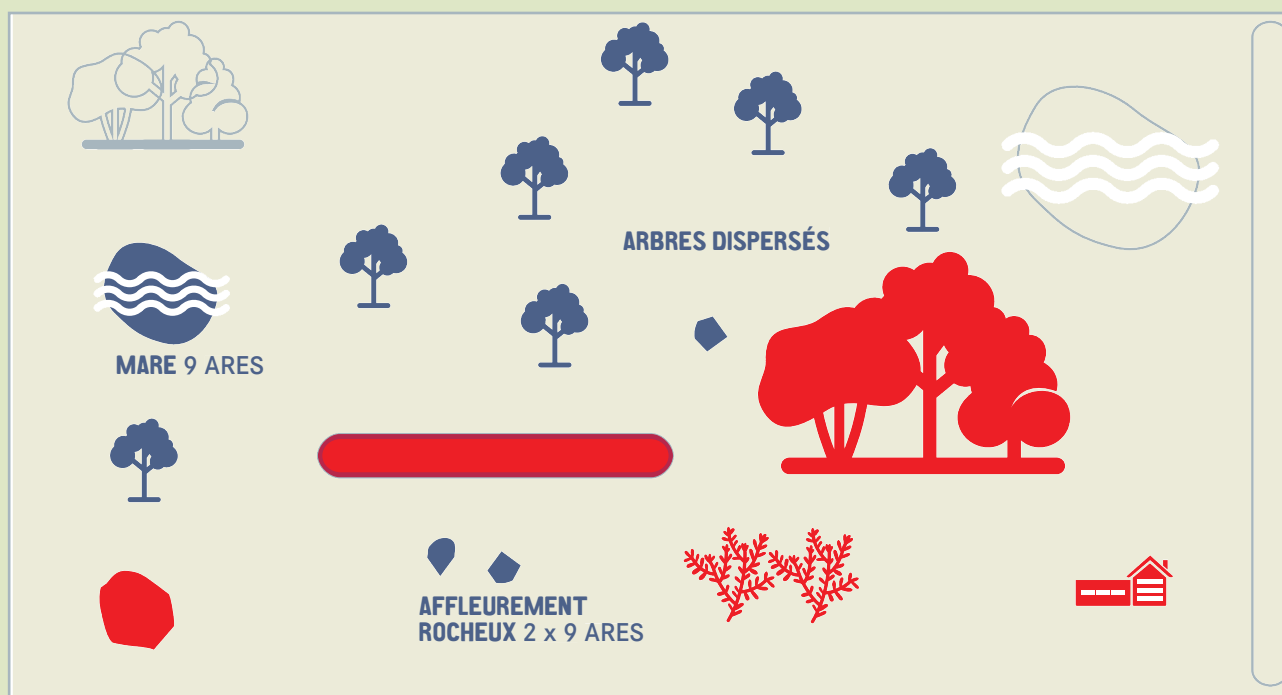 ARBRES DISPERSÉS
MARE 9 ARES
AFFLEUREMENT
ROCHEUX 2 x 9 ARES